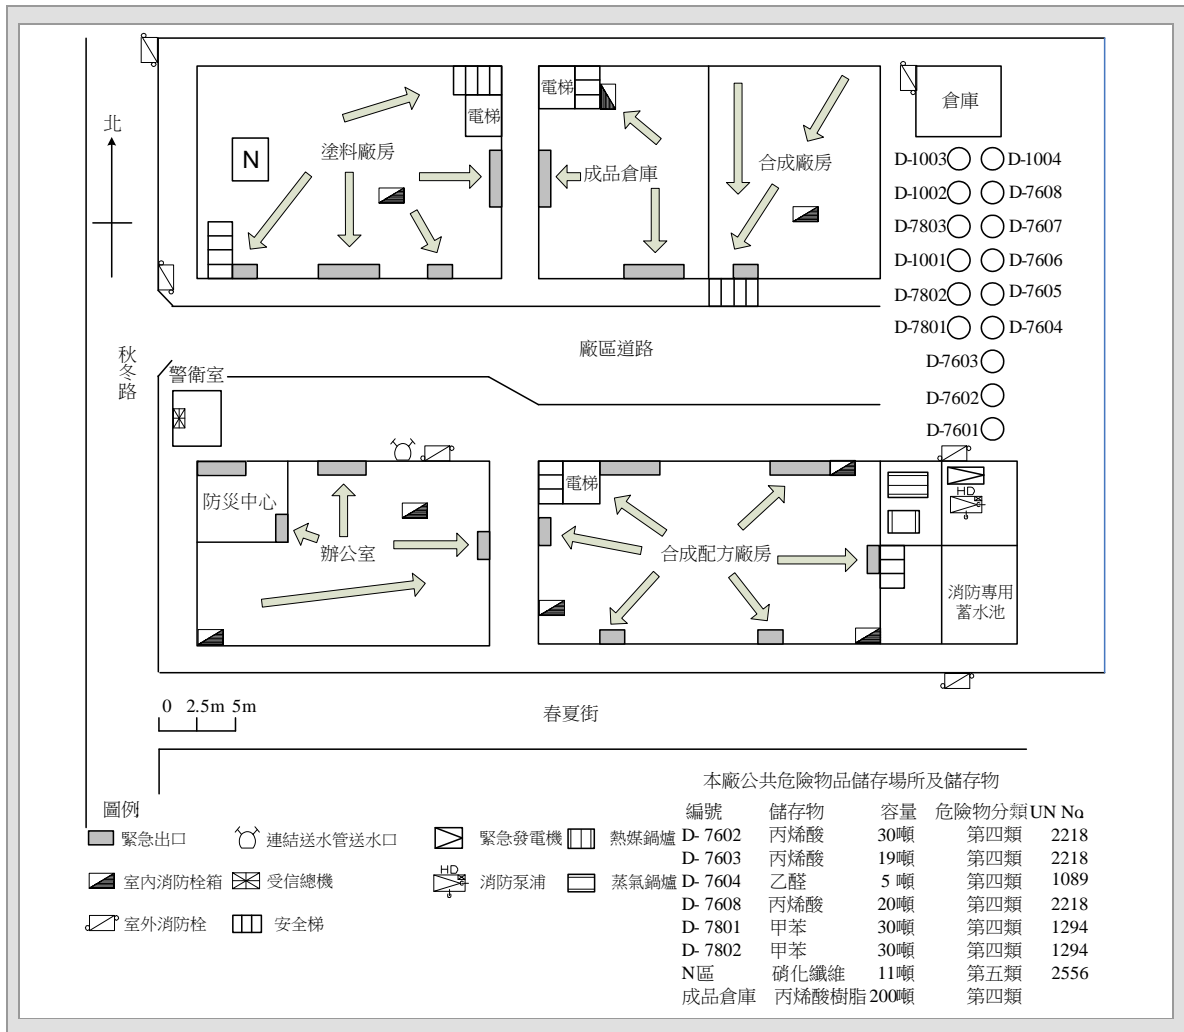 北
電梯
電梯
倉庫
塗料廠房
成品倉庫
合成廠房
N
D-1003
D-1004
D-1002
D-7608
D-7803
D-7607
D-1001
D-7606
D-7802
D-7605
D-7801
D-7604
廠區道路
D-7603
秋冬路
警衛室
D-7602
D-7601
防災中心
電梯
HD
辦公室
合成配方廠房
消防專用
蓄水池
0 2.5m 5m
春夏街
本廠公共危險物品儲存場所及儲存物
圖例
編號 儲存物 容量 危險物分類 UN No.
緊急出口 連結送水管送水口 緊急發電機 熱媒鍋爐
D- 7602 丙烯酸 30噸 第四類 2218
D- 7603 丙烯酸 19噸 第四類 2218
HD
室內消防栓箱 受信總機 消防泵浦 蒸氣鍋爐
D- 7604 乙醛 5 噸 第四類 1089
D- 7608 丙烯酸 20噸 第四類 2218
室外消防栓 安全梯
D- 7801 甲苯 30噸 第四類 1294
D- 7802 甲苯 30噸 第四類 1294
N區 硝化纖維 11噸 第五類 2556
成品倉庫 丙烯酸樹脂 200噸 第四類